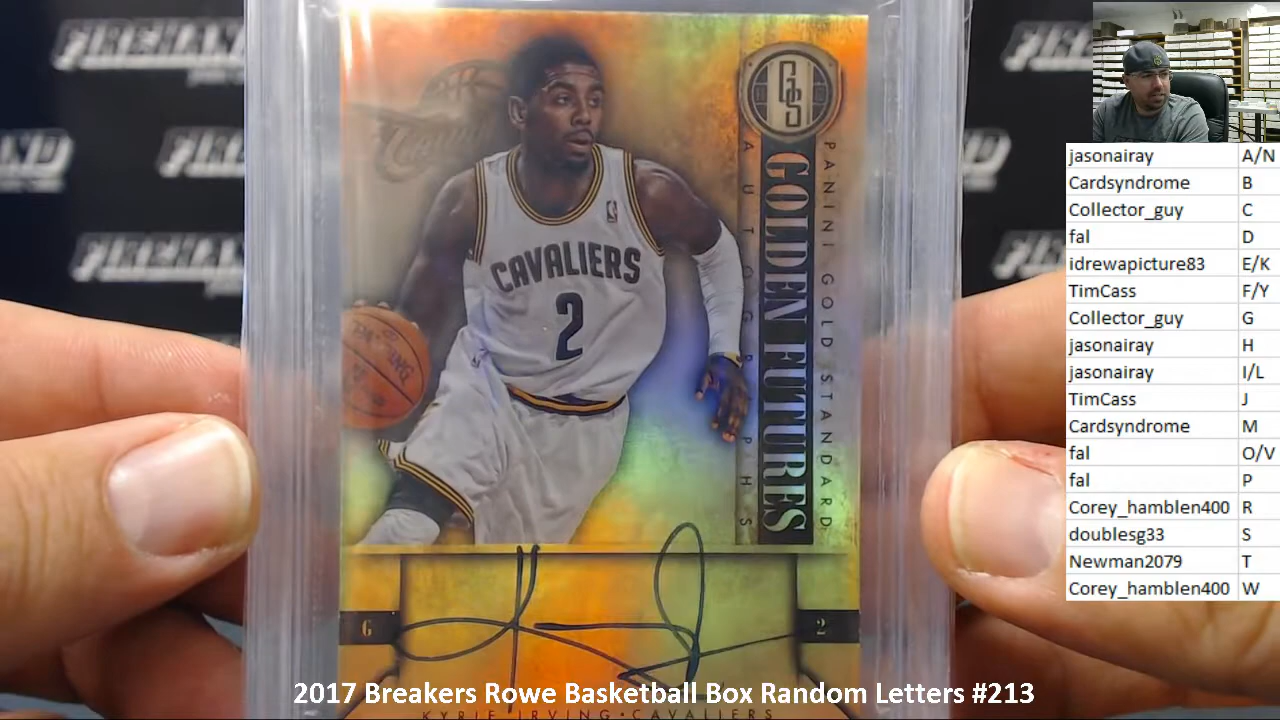 FIREHAND
jasonairay A/N
Cardsyndrome B
Collector_guy C
fal D
idrewapicture83 E/K
TimCass F/Y
Collector_guy G
jasonairay H
jasonairay I/L
TimCass J
Cardsyndrome M
fal O/V
fal P
Corey_hamblen400 R
doublesg33 S
Newman2079 T
Corey_hamblen400 W
GS
PANINI GOLD STANDARD
GOLDEN FUTURES
AUTOGRAPHS
CAVALIERS
2
G
2
KYRIE IRVING • CAVALIERS
2017 Breakers Rowe Basketball Box Random Letters #213